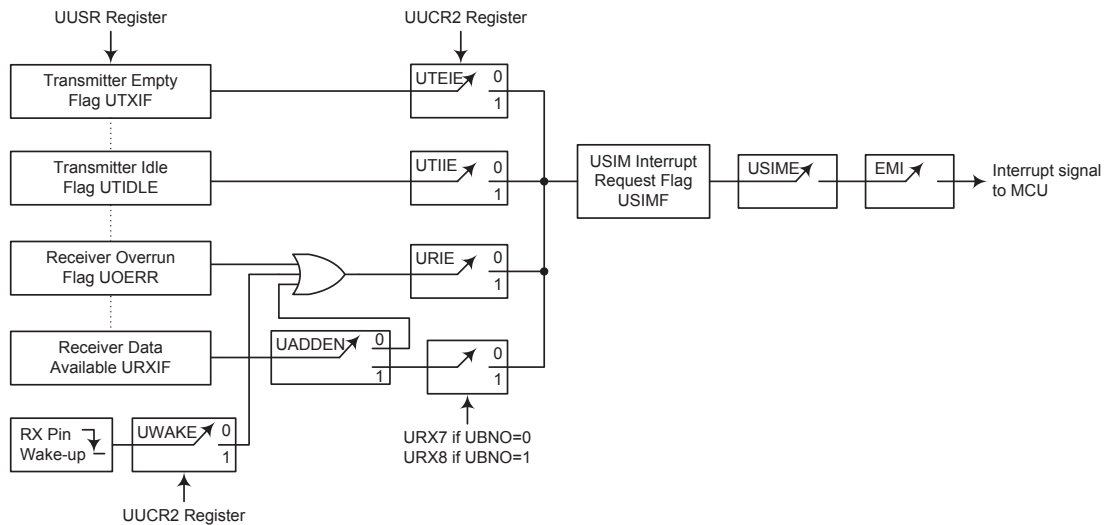 UUSR Register
UUCR2 Register
Transmitter Empty
Flag UTXIF
UTEIE
0
1
Transmitter Idle
Flag UTIDLE
UTIIE
0
1
USIM Interrupt
Request Flag
USIMF
USIME
EMI
Interrupt signal
to MCU
Receiver Overrun
Flag UOERR
URIE
0
1
Receiver Data
Available URXIF
UADDEN
0
1
0
1
RX Pin
Wake-up
UWAKE
0
1
URX7 if UBNO=0
URX8 if UBNO=1
UUCR2 Register